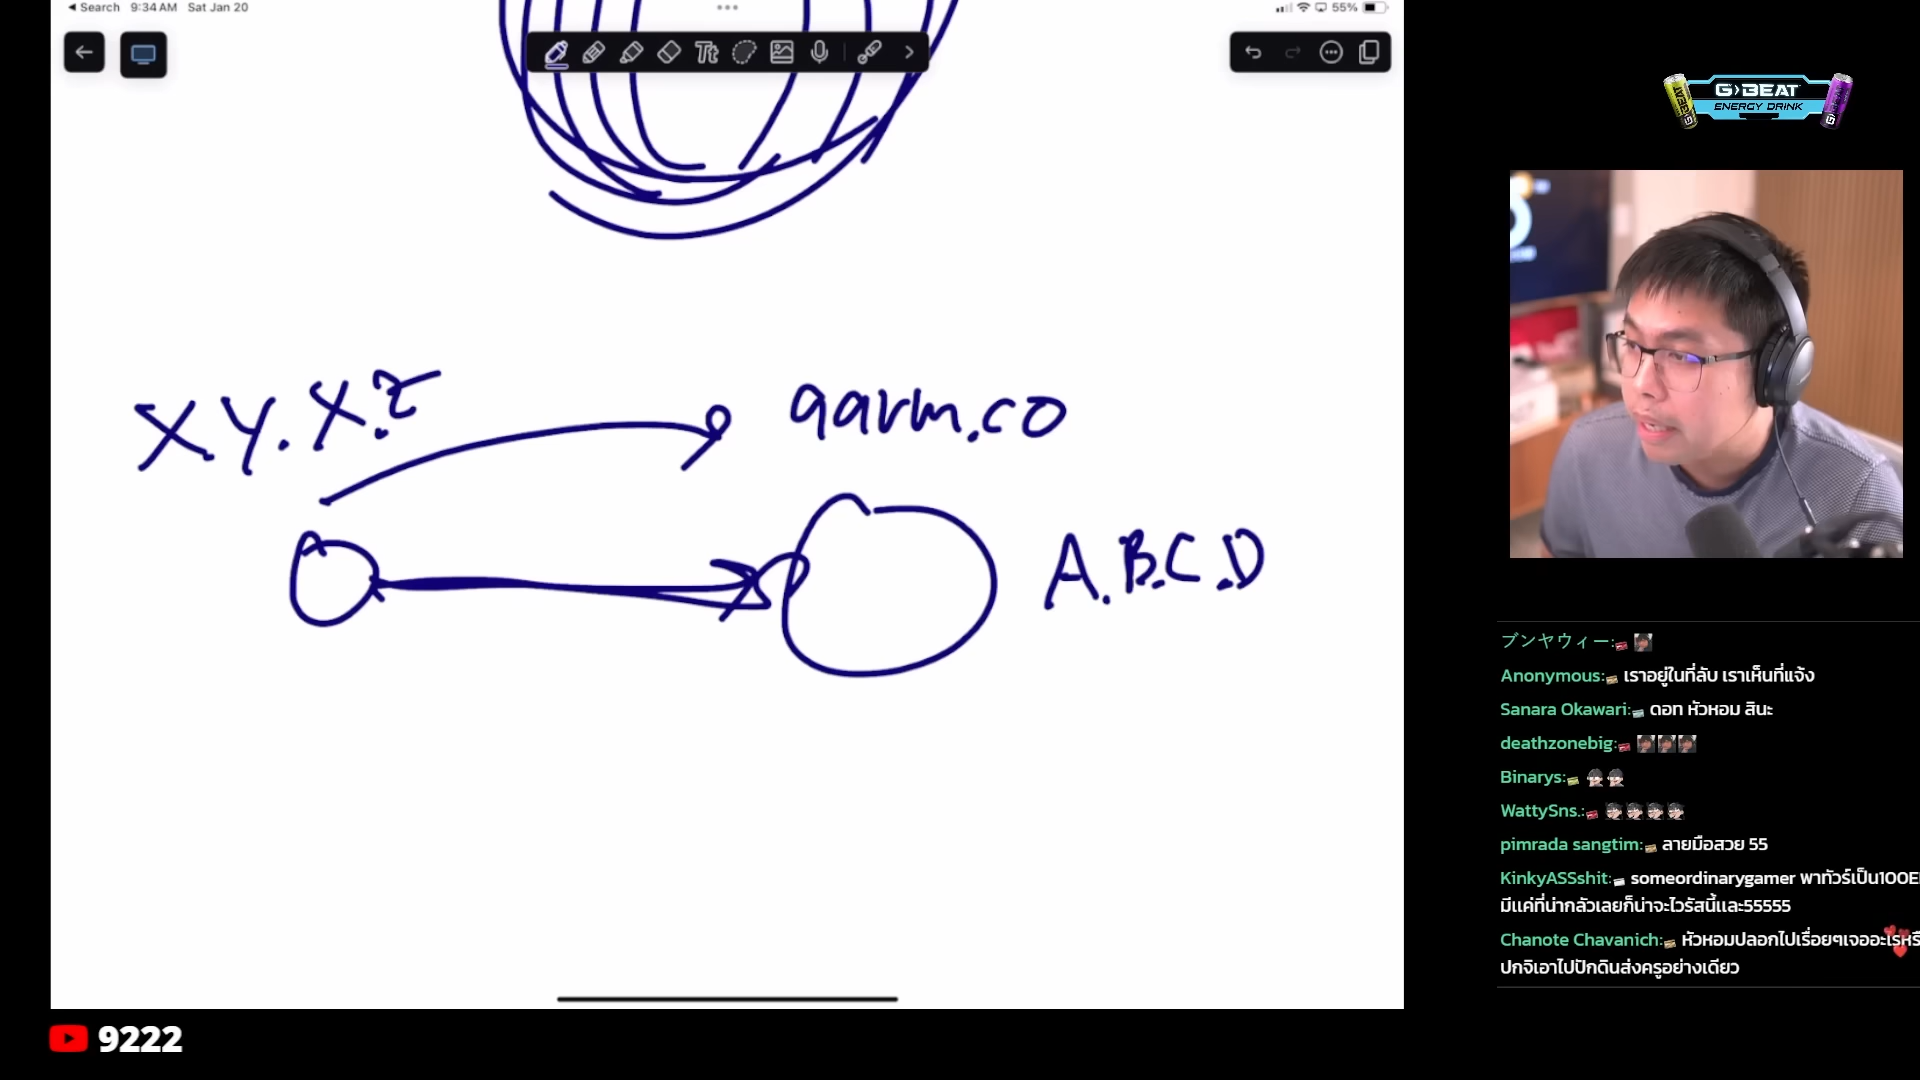 Search 9:34 AM Sat Jan 20
55%
Tt
X.Y.X.Z
9arm.co
A.B.C.D
G BEAT
ENERGY DRINK
ブンヤウィー:
Anonymous: เราอยู่ในที่ลับ เราเห็นที่แจ้ง
Sanara Okawari: ดอท หัวหอม สินะ
deathzonebig:
Binarys:
WattySns.:
pimrada sangtim: ลายมือสวย 55
KinkyASSshit: someordinarygamer พาทัวร์เป็น100E
มีแค่ที่น่ากลัวเลยก็น่าจะไวรัสนี้และ55555
Chanote Chavanich: หัวหอมปลอกไปเรื่อยๆเจออะไร
ปกจิเอาไปปักดินส่งครูอย่างเดียว
9222